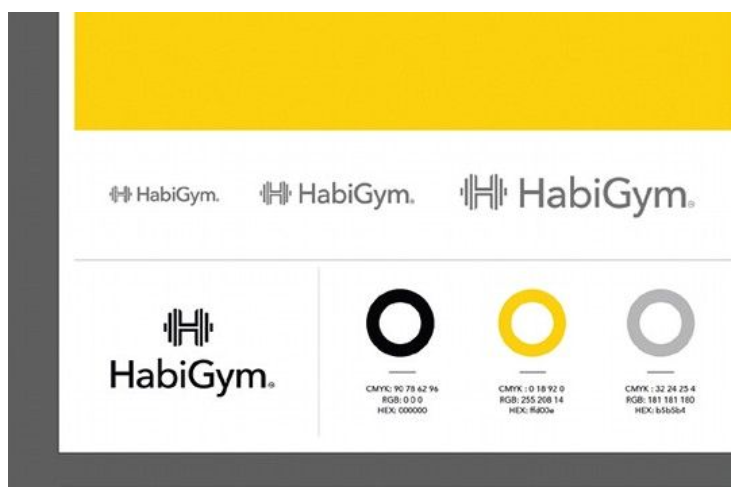 HabiGym.
HabiGym.
HabiGym.
HabiGym.
CMYK: 90 78 62 96
RGB: 0 0 0
HEX: 000000
CMYK : 0 18 92 0
RGB: 255 208 14
HEX: ffd00e
CMYK : 32 24 25 4
RGB: 181 181 180
HEX: b5b5b4